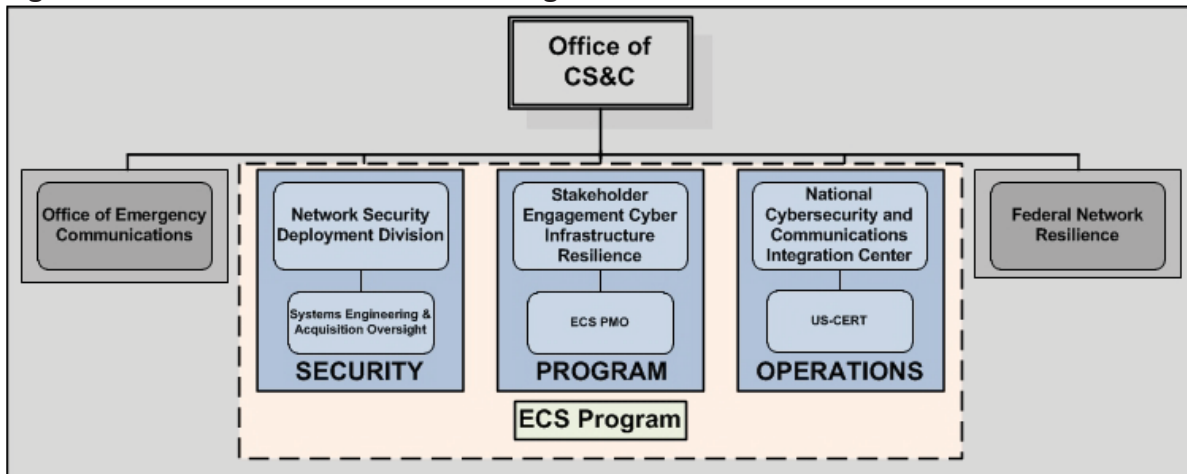 Office of
CS&C
Office of Emergency
Communications
Network Security
Deployment Division
Stakeholder
Engagement Cyber
Infrastructure
Resilience
National
Cybersecurity and
Communications
Integration Center
Federal Network
Resilience
Systems Engineering &
Acquisition Oversight
ECS PMO
US-CERT
SECURITY
PROGRAM
OPERATIONS
ECS Program